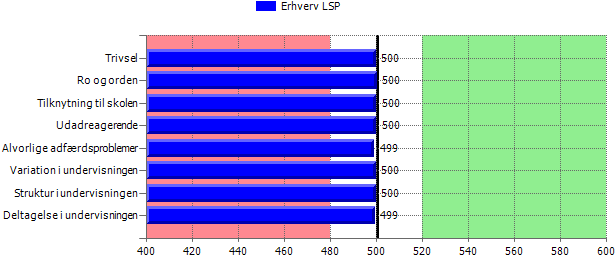 Erhverv LSP
Trivsel 500
Ro og orden 500
Tilknytning til skolen 500
Udadreagerende 500
Alvorlige adfærdsproblemer 499
Variation i undervisningen 500
Struktur i undervisningen 500
Deltagelse i undervisningen 499
400 420 440 460 480 500 520 540 560 580 600